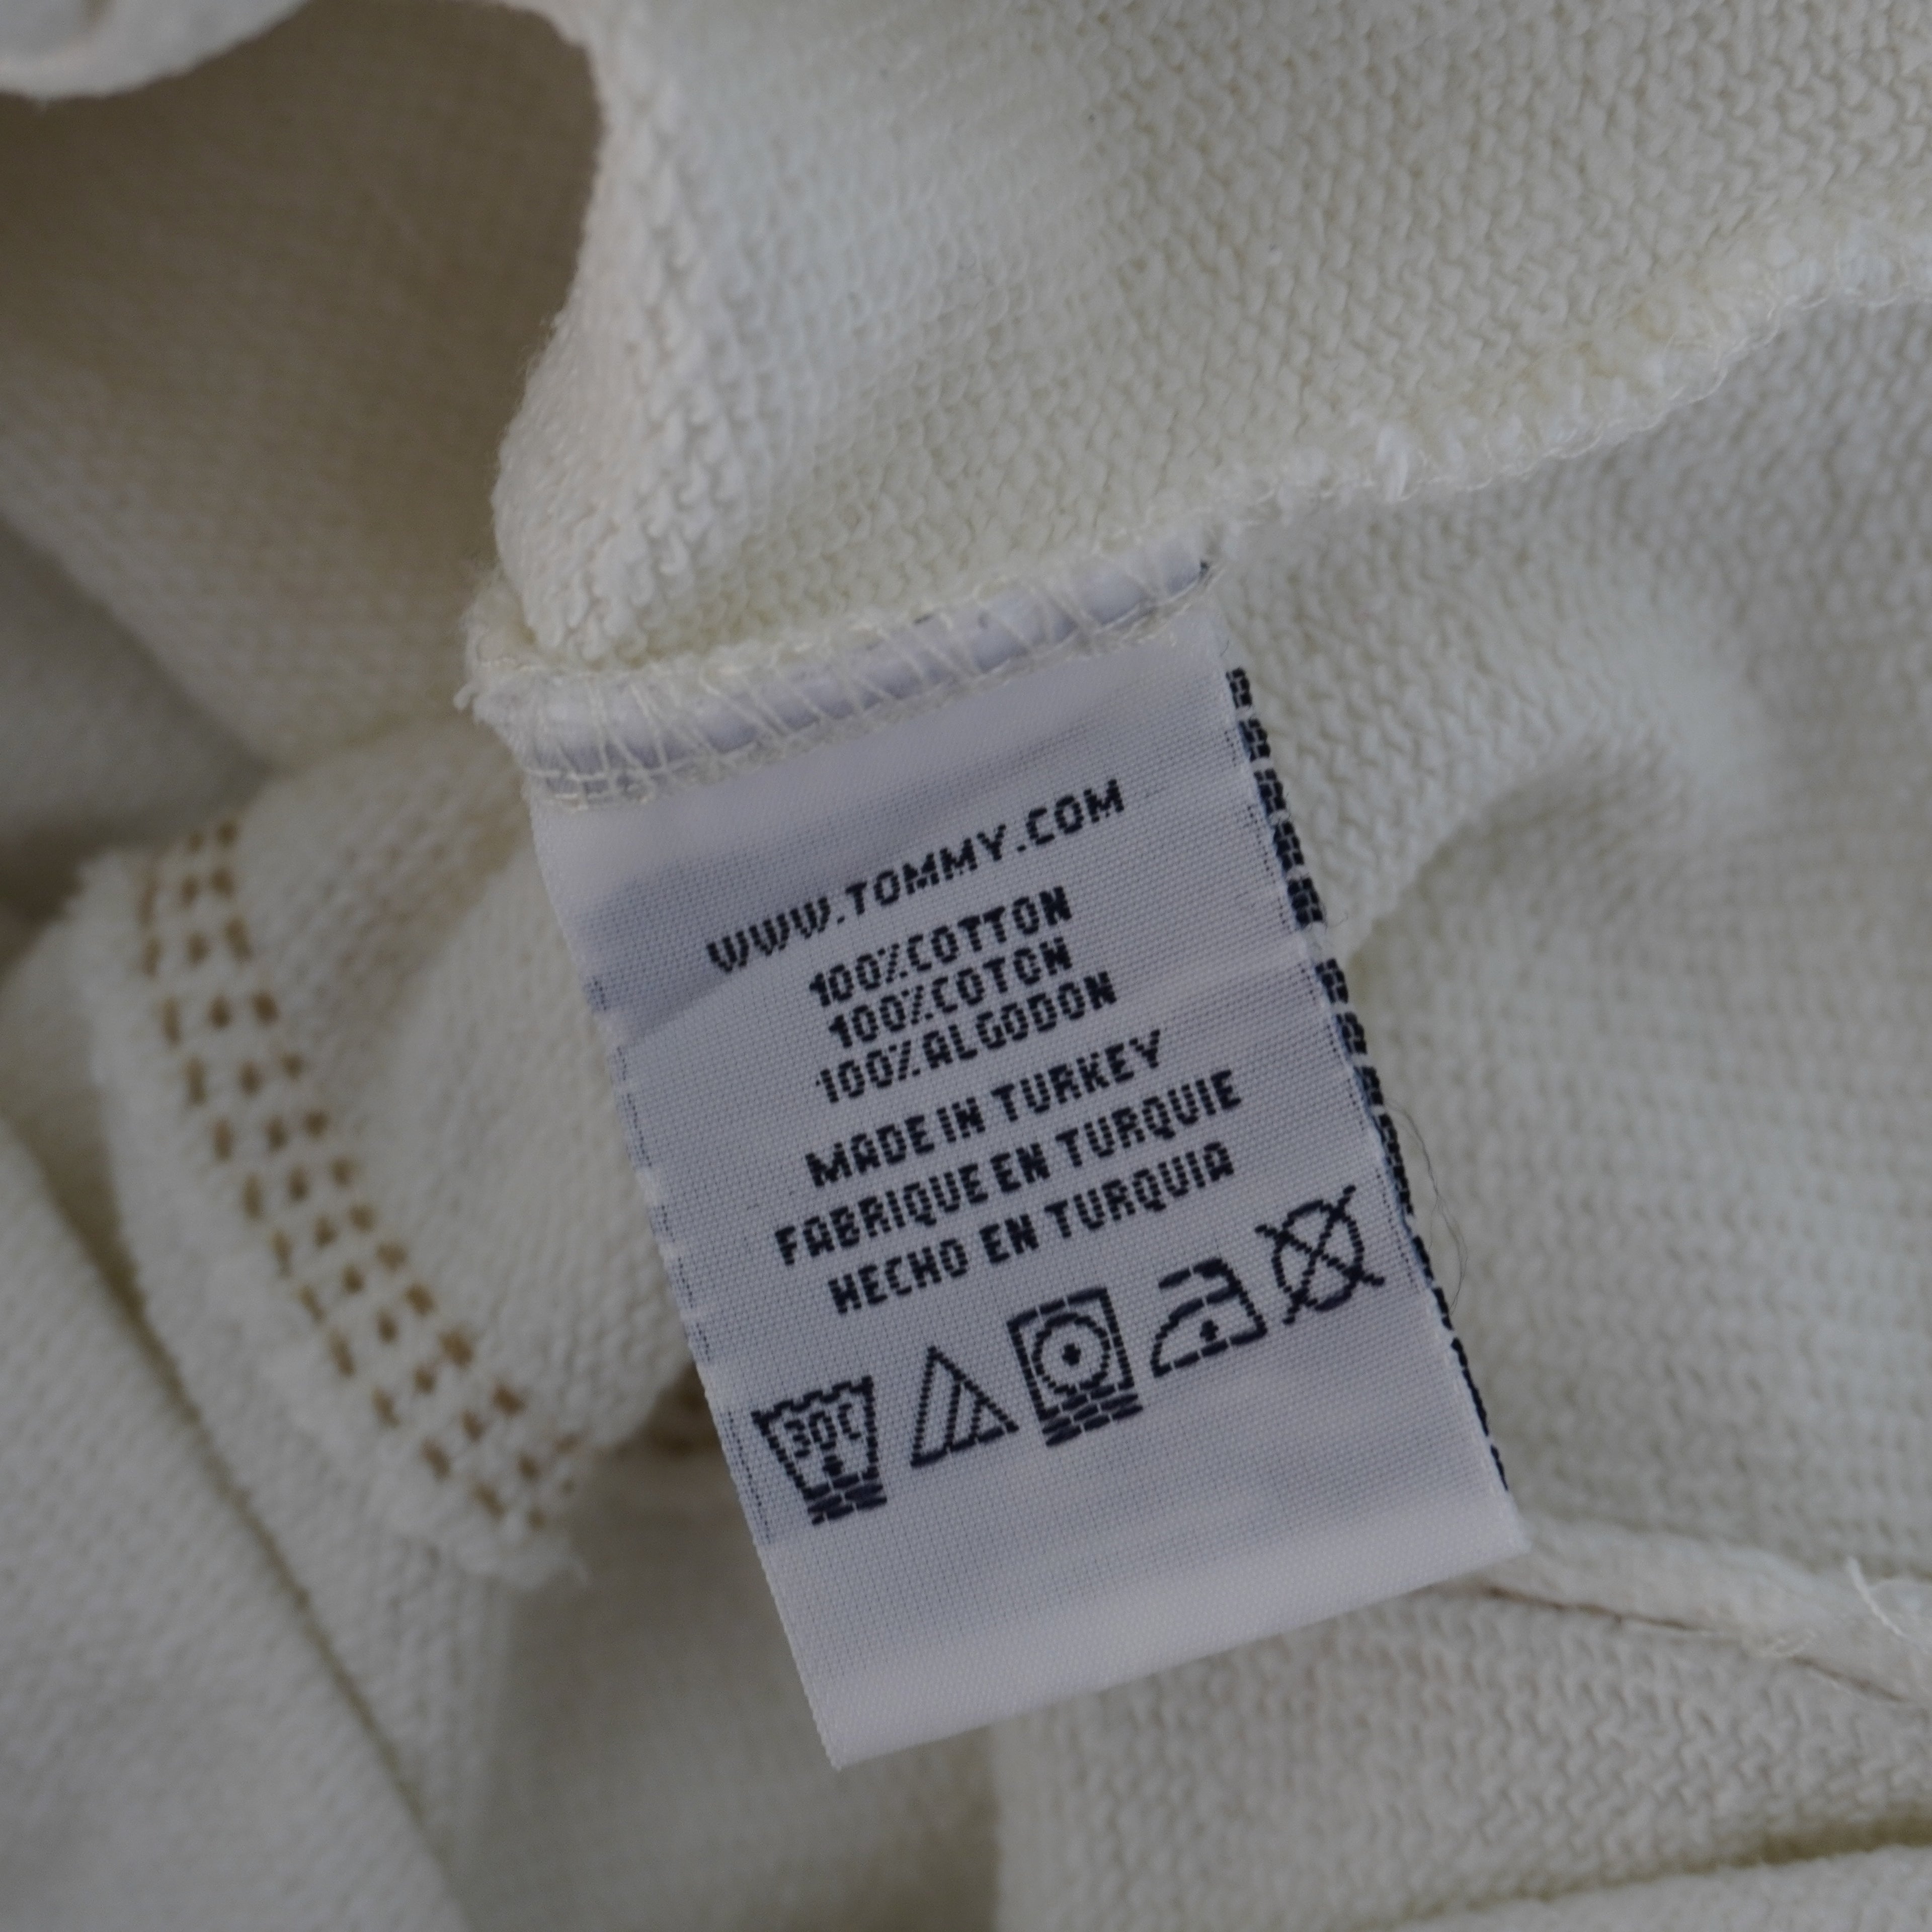 WWW.TOMMY.COM
100%COTTON
100%COTON
100%ALGODON
MADE IN TURKEY
FABRIQUE EN TURQUIE
HECHO EN TURQUIA
30C